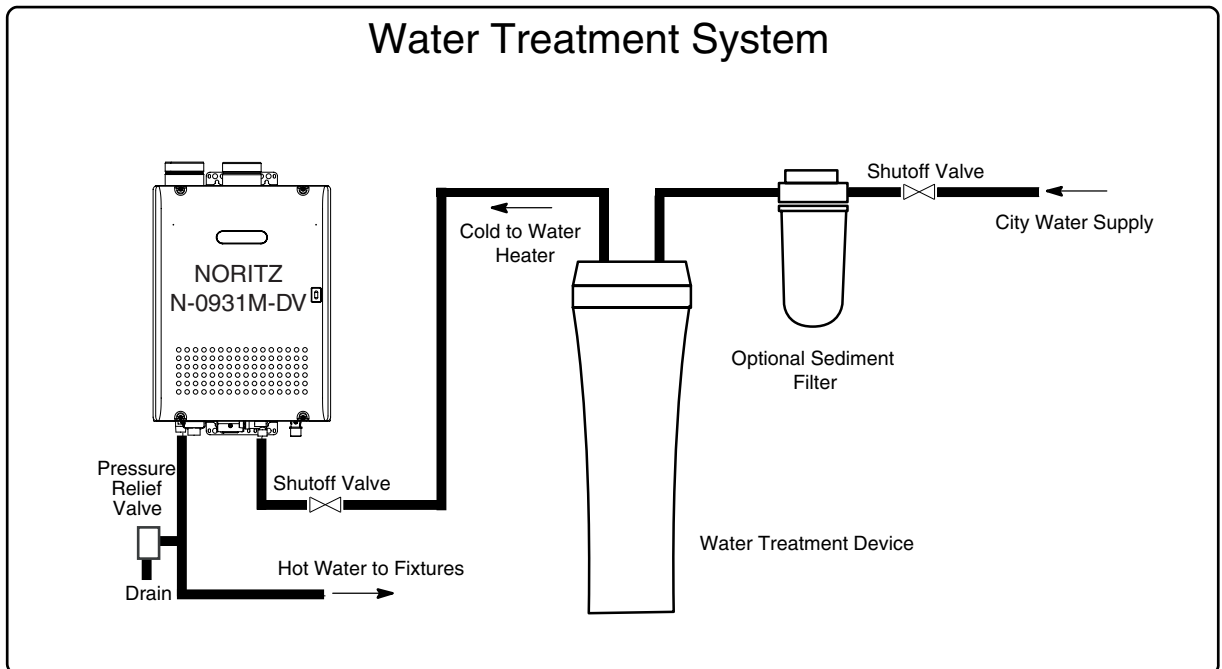 Water Treatment System
Shutoff Valve
City Water Supply
Cold to Water
Heater
NORITZ
N-0931M-DV
Optional Sediment
Filter
Pressure
Relief
Valve
Shutoff Valve
Water Treatment Device
Hot Water to Fixtures
Drain